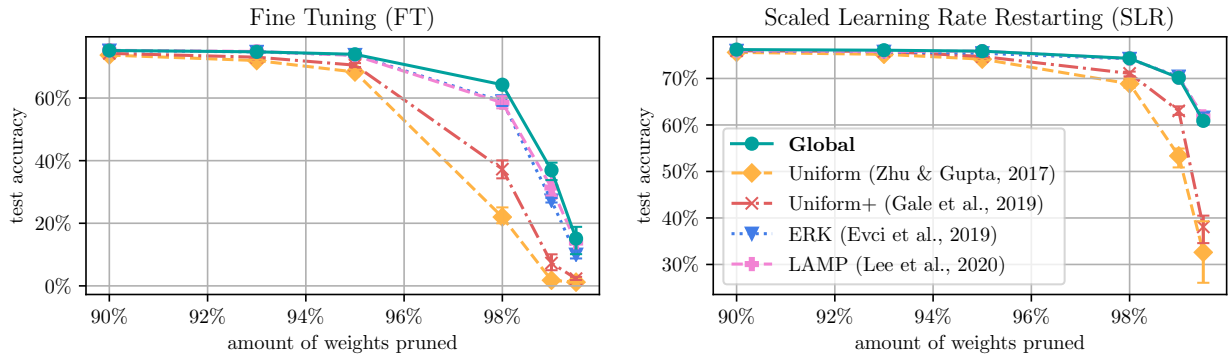 Fine Tuning (FT)
60%
40%
20%
0%
test accuracy
90%
92%
94%
96%
98%
amount of weights pruned
Scaled Learning Rate Restarting (SLR)
70%
60%
50%
40%
30%
test accuracy
Global
Uniform (Zhu & Gupta, 2017)
Uniform+ (Gale et al., 2019)
ERK (Evci et al., 2019)
LAMP (Lee et al., 2020)
90%
92%
94%
96%
98%
amount of weights pruned